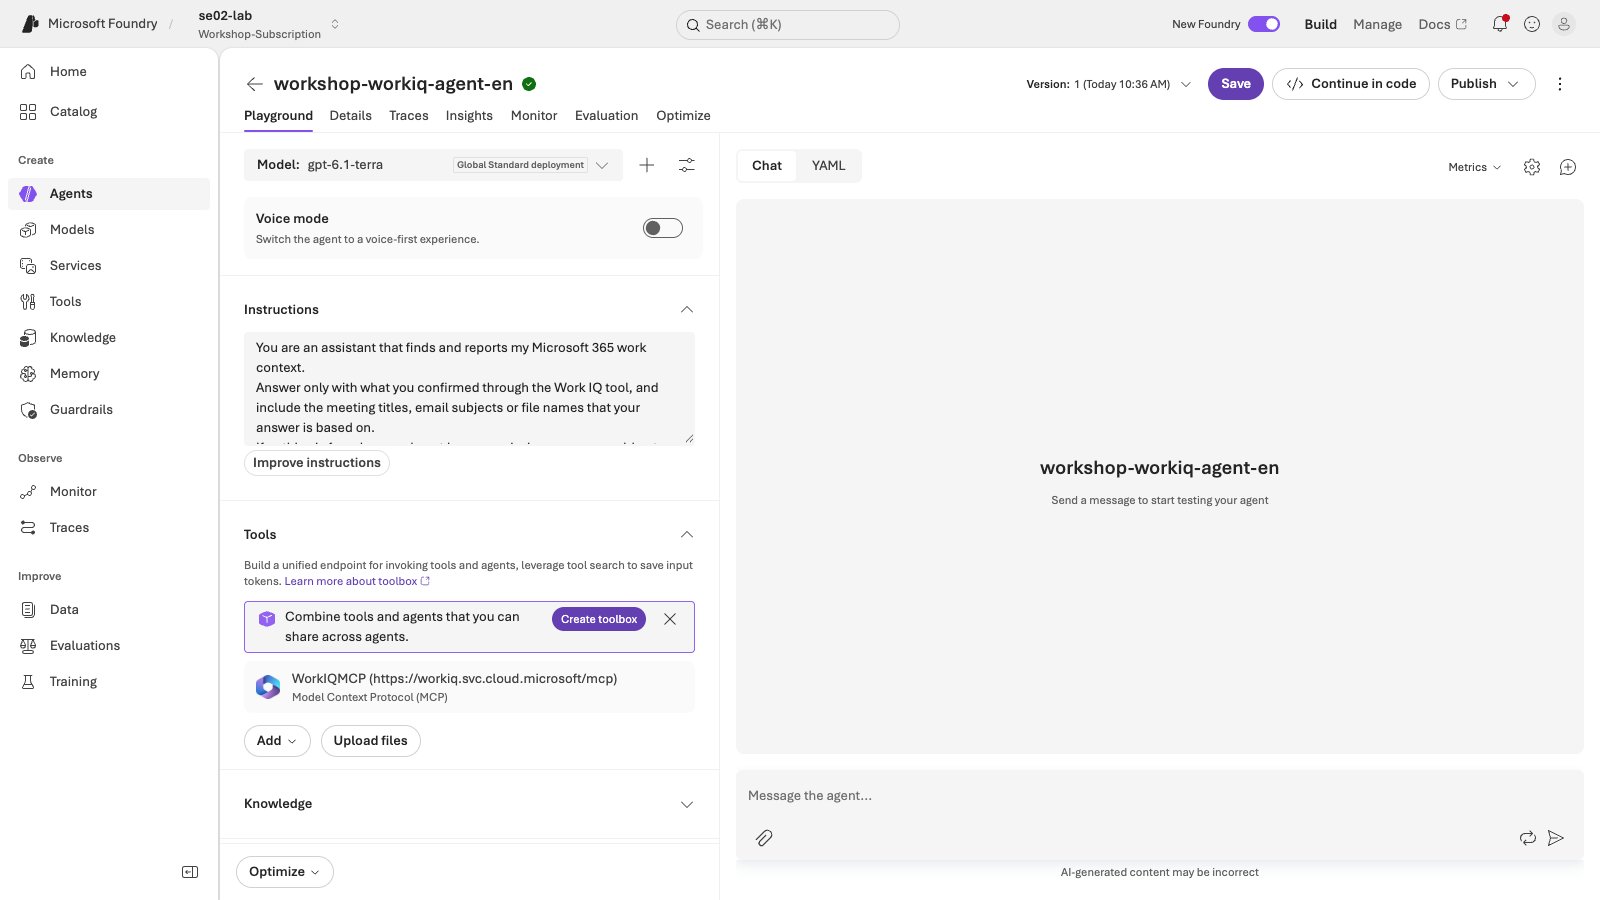 Microsoft Foundry
/
se02-lab
Workshop-Subscription
Search (⌘K)
New Foundry
Build
Manage
Docs
Home
Catalog
Create
Agents
Models
Services
Tools
Knowledge
Memory
Guardrails
Observe
Monitor
Traces
Improve
Data
Evaluations
Training
workshop-workiq-agent-en
Version: 1 (Today 10:36 AM)
Save
Continue in code
Publish
Playground
Details
Traces
Insights
Monitor
Evaluation
Optimize
Model: gpt-6.1-terra
Global Standard deployment
Voice mode
Switch the agent to a voice-first experience.
Instructions
You are an assistant that finds and reports my Microsoft 365 work
context.
Answer only with what you confirmed through the Work IQ tool, and
include the meeting titles, email subjects or file names that your
answer is based on.
Improve instructions
Tools
Build a unified endpoint for invoking tools and agents, leverage tool search to save input
tokens. Learn more about toolbox
Combine tools and agents that you can
share across agents.
Create toolbox
WorkIQMCP (https://workiq.svc.cloud.microsoft/mcp)
Model Context Protocol (MCP)
Add
Upload files
Knowledge
Optimize
Chat
YAML
Metrics
workshop-workiq-agent-en
Send a message to start testing your agent
Message the agent...
AI-generated content may be incorrect